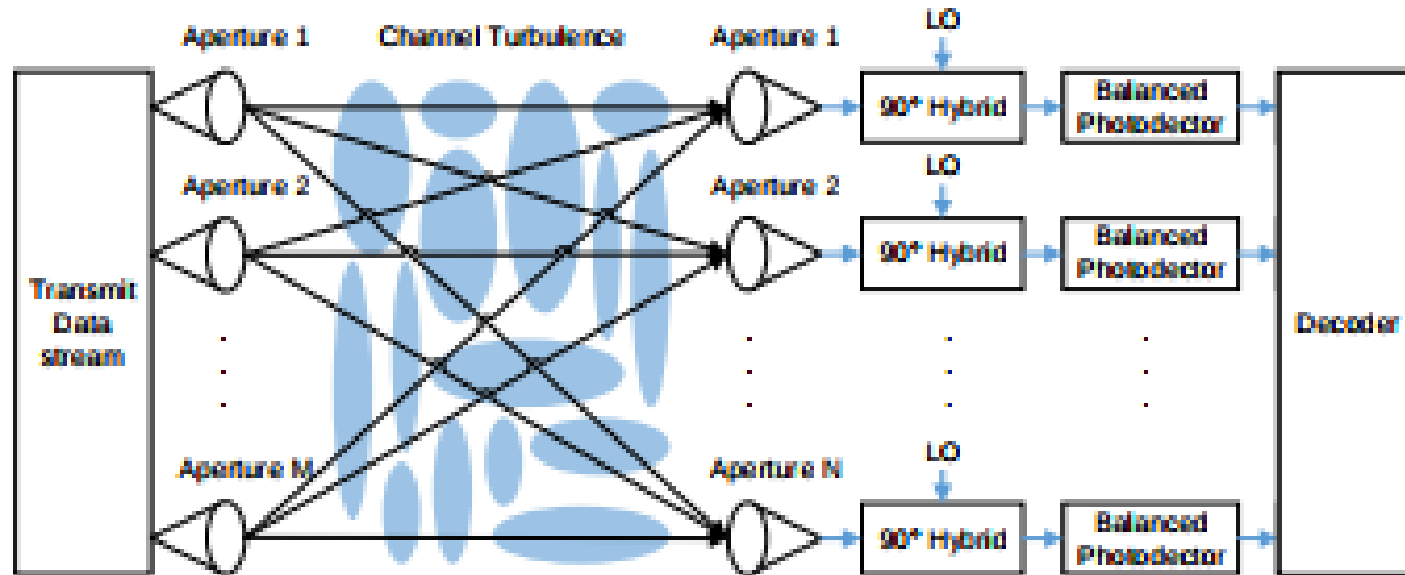 Aperture 1
Channel Turbulence
Aperture 1
LO
90° Hybrid
Balanced
Photodector
Aperture 2
Aperture 2
LO
90° Hybrid
Balanced
Photodector
Transmit
Data
stream
Decoder
Aperture M
Aperture N
LO
90° Hybrid
Balanced
Photodector